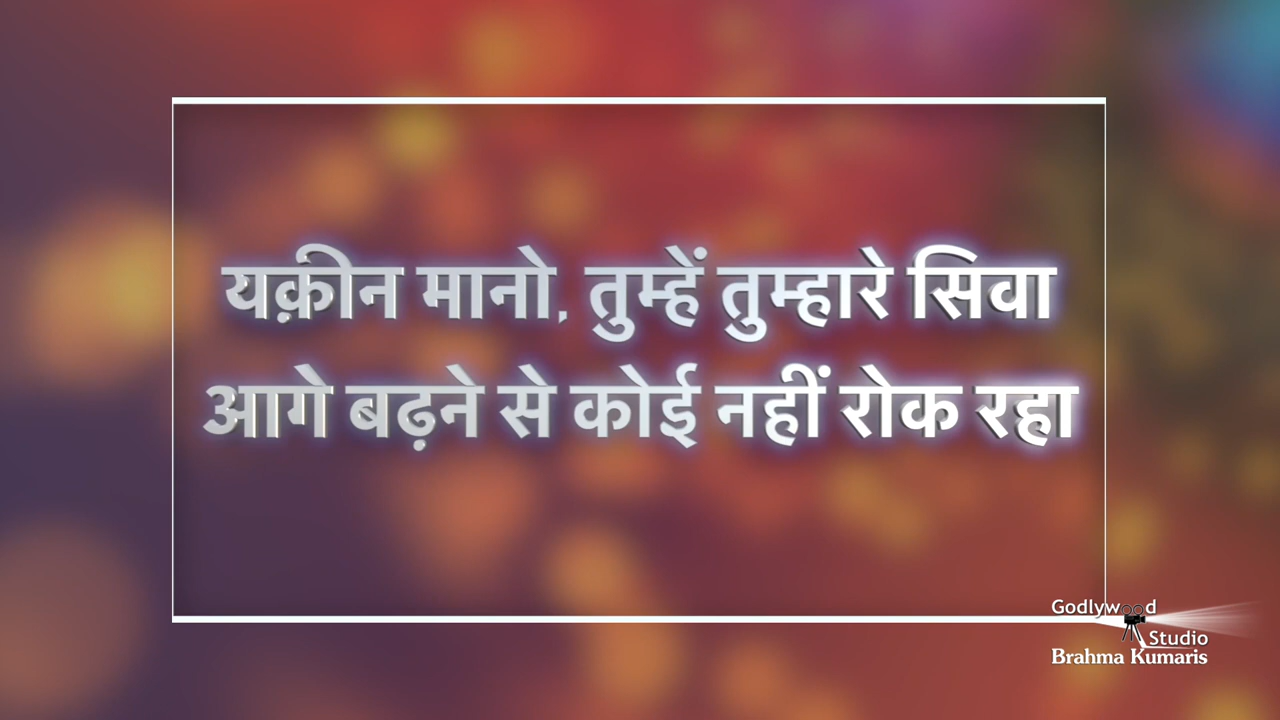 यक़ीन मानो, तुम्हें तुम्हारे सिवा
आगे बढ़ने से कोई नहीं रोक रहा
Godlywood
Studio
Brahma Kumaris